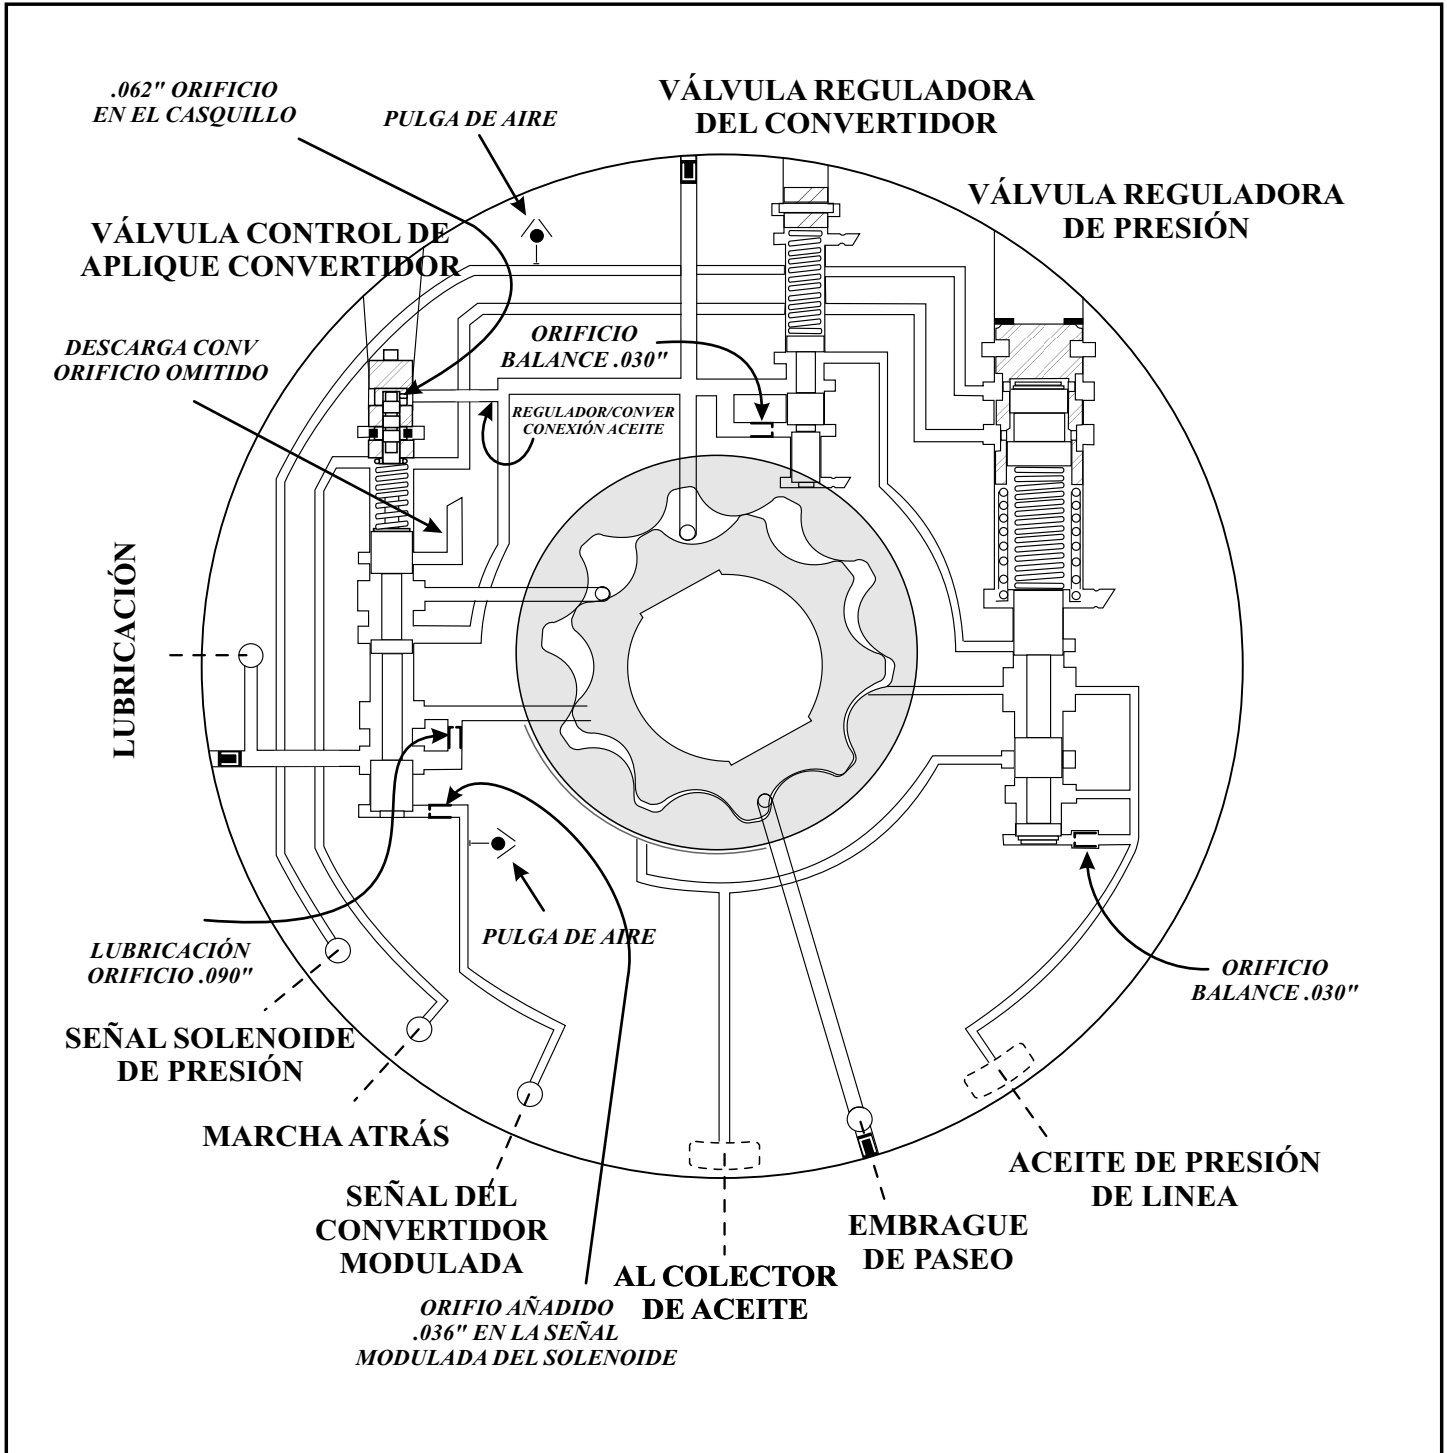 .062" ORIFICIO
EN EL CASQUILLO
PULGA DE AIRE
VÁLVULA REGULADORA
DEL CONVERTIDOR
VÁLVULA REGULADORA
DE PRESIÓN
VÁLVULA CONTROL DE
APLIQUE CONVERTIDOR
DESCARGA CONV
ORIFICIO OMITIDO
ORIFICIO
BALANCE .030"
REGULADOR/CONVER
CONEXIÓN ACEITE
LUBRICACIÓN
LUBRICACIÓN
ORIFICIO .090"
PULGA DE AIRE
ORIFICIO
BALANCE .030"
SEÑAL SOLENOIDE
DE PRESIÓN
MARCHA ATRÁS
SEÑAL DEL
CONVERTIDOR
MODULADA
AL COLECTOR
DE ACEITE
EMBRAGUE
DE PASEO
ACEITE DE PRESIÓN
DE LINEA
ORIFIO AÑADIDO
.036" EN LA SEÑAL
MODULADA DEL SOLENOIDE